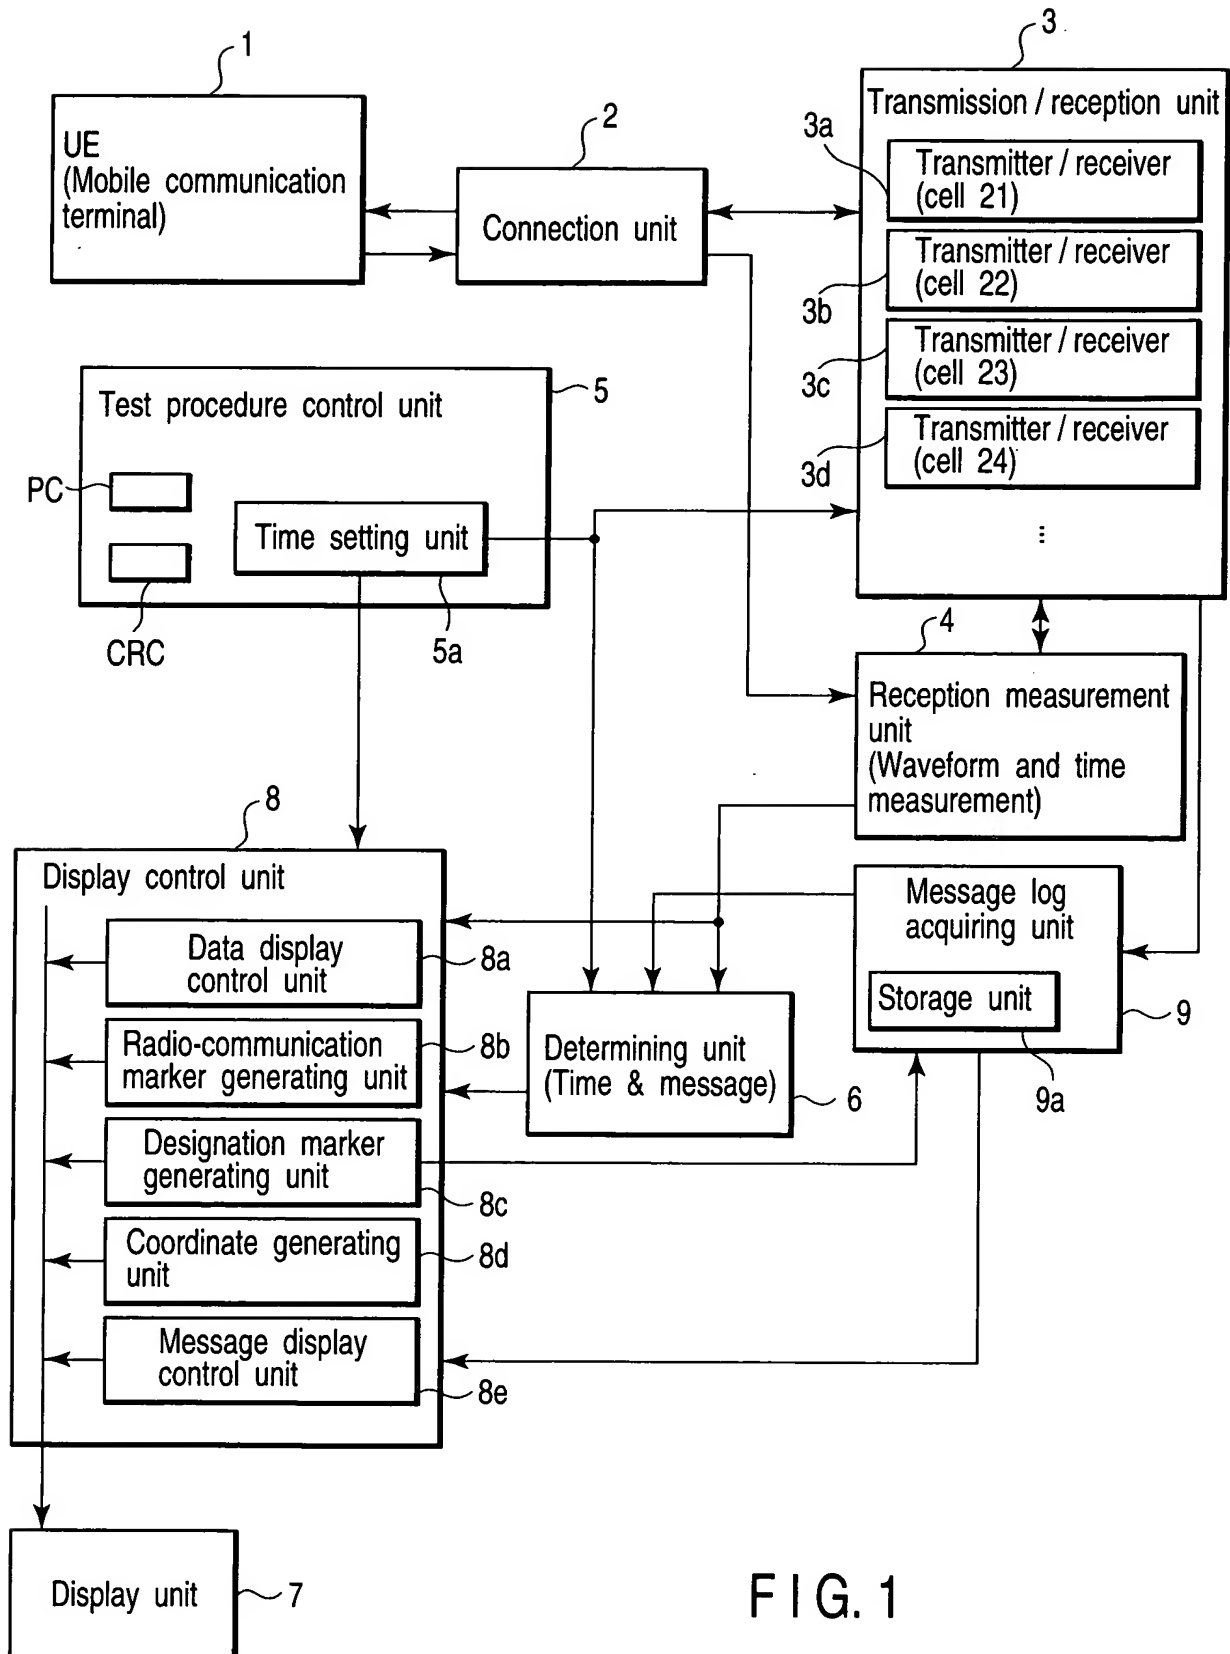 1
UE
(Mobile communication
terminal)
2
Connection unit
3
Transmission / reception unit
3a
Transmitter / receiver
(cell 21)
3b
Transmitter / receiver
(cell 22)
3c
Transmitter / receiver
(cell 23)
3d
Transmitter / receiver
(cell 24)
...
5
Test procedure control unit
PC
CRC
Time setting unit
5a
4
Reception measurement
unit
(Waveform and time
measurement)
8
Display control unit
Data display
control unit
8a
Radio-communication
marker generating unit
8b
Designation marker
generating unit
8c
Coordinate generating
unit
8d
Message display
control unit
8e
Determining unit
(Time & message)
6
Message log
acquiring unit
Storage unit
9
9a
Display unit
7
FIG. 1